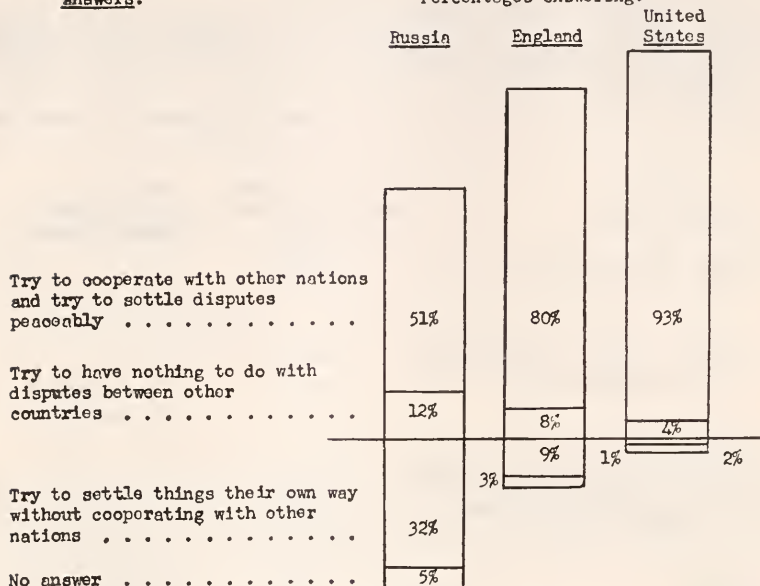 answers:
Percentages answering:
Russia England United States
Try to cooperate with other nations
and try to settle disputes
peaceably . . . . . . . . . . . . 51% 80% 93%
Try to have nothing to do with
disputes between other
countries . . . . . . . . . . . . 12% 8% 4%
9% 1% 2%
3%
Try to settle things their own way
without cooperating with other
nations . . . . . . . . . . . . . 32%
No answer . . . . . . . . . . . . 5%